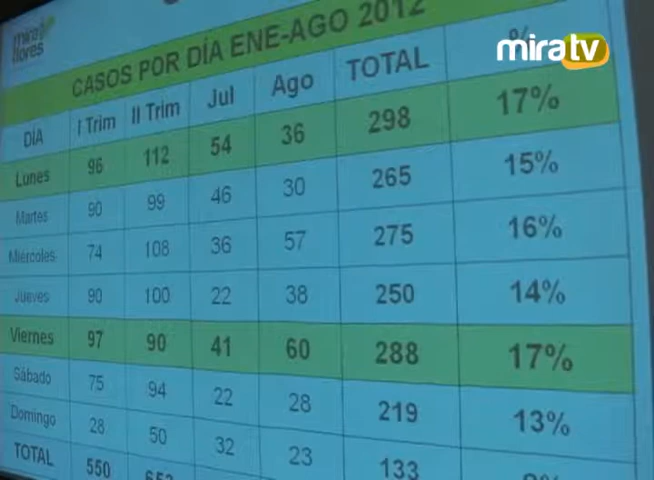 mira
flores
miratv
CASOS POR DÍA ENE-AGO 2012
DÍA I Trim II Trim Jul Ago TOTAL %
Lunes 96 112 54 36 298 17%
Martes 90 99 46 30 265 15%
Miércoles 74 108 36 57 275 16%
Jueves 90 100 22 38 250 14%
Viernes 97 90 41 60 288 17%
Sábado 75 94 22 28 219 13%
Domingo 28 50 32 23 133
TOTAL 550